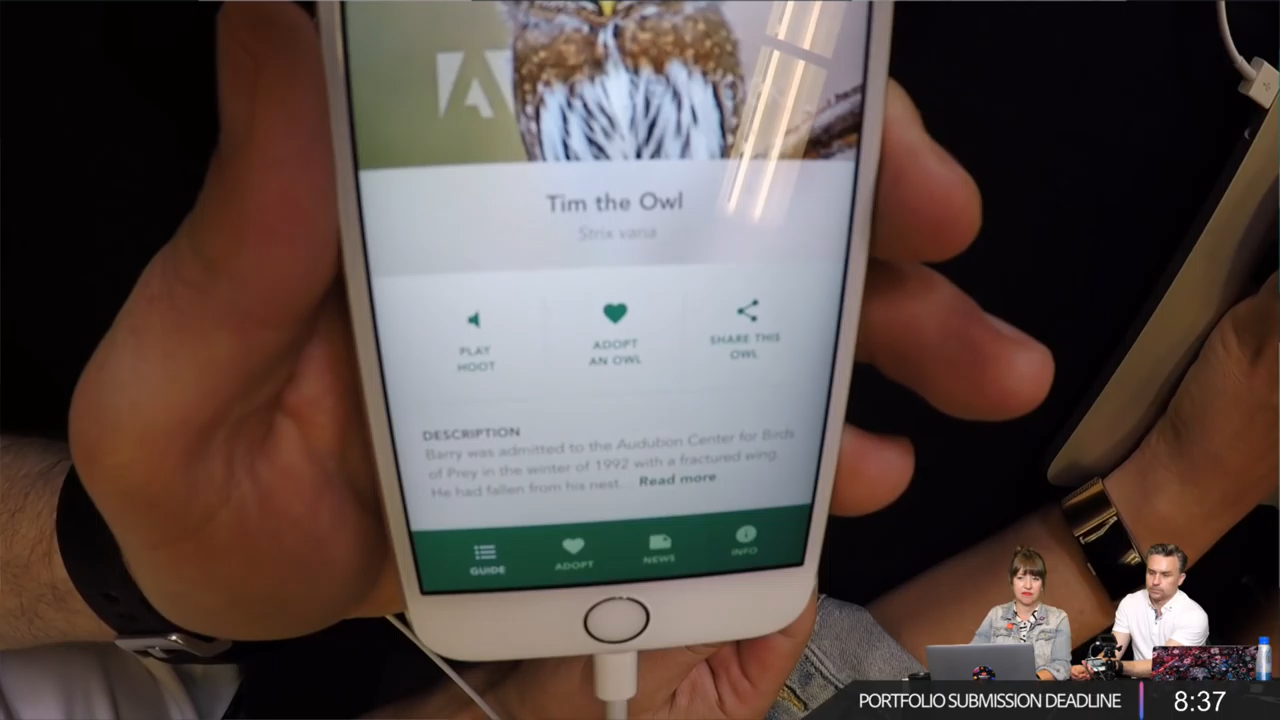 Tim the Owl
Strix varia
PLAY
HOOT
ADOPT
AN OWL
SHARE THIS
OWL
DESCRIPTION
Barry was admitted to the Audubon Center for Birds
of Prey in the winter of 1992 with a fractured wing.
He had fallen from his nest... Read more
GUIDE
ADOPT
NEWS
INFO
PORTFOLIO SUBMISSION DEADLINE
8:37